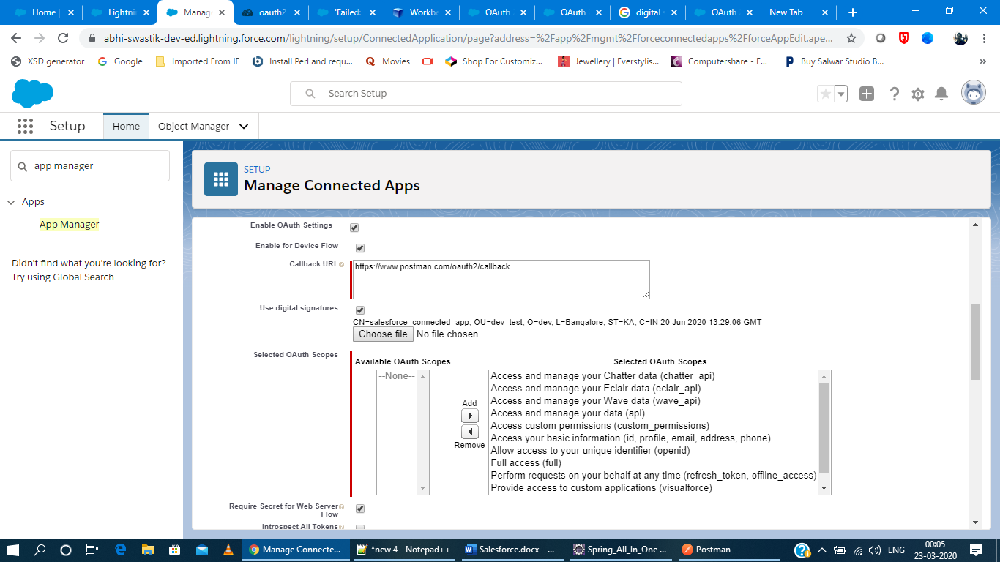 Home |
Lightni
Manag
oauth2
'Failed:
Workbe
OAuth
OAuth
digital s
OAuth
New Tab
abhi-swastik-dev-ed.lightning.force.com/lightning/setup/ConnectedApplication/page?address=%2Fapp%2Fmgmt%2Fforceconnectedapps%2FforceAppEdit.ape...
XSD generator
Google
Imported From IE
Install Perl and requ...
Movies
Shop For Customiz...
Jewellery | Everstylis...
Computershare - E...
Buy Salwar Studio B...
»
Search Setup
Setup
Home
Object Manager
app manager
Apps
App Manager
Didn't find what you're looking for?
Try using Global Search.
SETUP
Manage Connected Apps
Enable OAuth Settings
Enable for Device Flow
Callback URL
https://www.postman.com/oauth2/callback
Use digital signatures
CN=salesforce_connected_app, OU=dev_test, O=dev, L=Bangalore, ST=KA, C=IN 20 Jun 2020 13:29:06 GMT
Choose file No file chosen
Selected OAuth Scopes
Available OAuth Scopes
Selected OAuth Scopes
--None--
Add
Remove
Access and manage your Chatter data (chatter_api)
Access and manage your Eclair data (eclair_api)
Access and manage your Wave data (wave_api)
Access and manage your data (api)
Access custom permissions (custom_permissions)
Access your basic information (id, profile, email, address, phone)
Allow access to your unique identifier (openid)
Full access (full)
Perform requests on your behalf at any time (refresh_token, offline_access)
Provide access to custom applications (visualforce)
Require Secret for Web Server
Flow
Introspect All Tokens
Manage Connecte...
*new 4 - Notepad++
Salesforce.docx - ...
Spring_All_In_One ...
Postman
ENG
00:05
23-03-2020